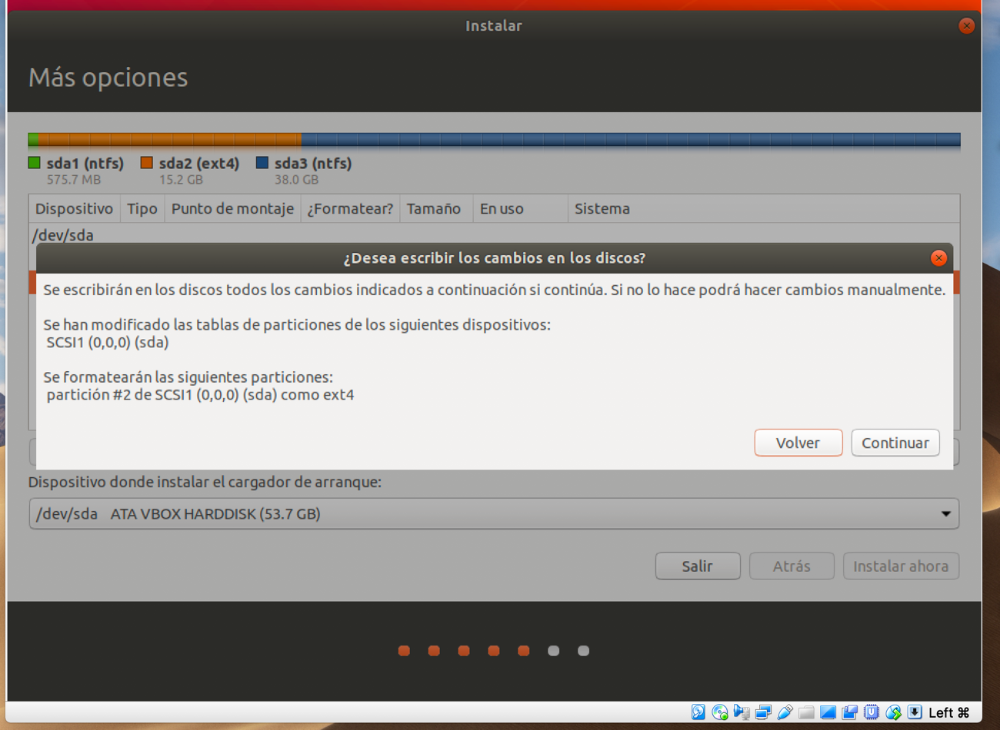 Instalar
Más opciones
sda1 (ntfs) sda2 (ext4) sda3 (ntfs)
575.7 MB 15.2 GB 38.0 GB
Dispositivo Tipo Punto de montaje ¿Formatear? Tamaño En uso Sistema
/dev/sda
¿Desea escribir los cambios en los discos?
Se escribirán en los discos todos los cambios indicados a continuación si continúa. Si no lo hace podrá hacer cambios manualmente.
Se han modificado las tablas de particiones de los siguientes dispositivos:
SCSI1 (0,0,0) (sda)
Se formatearán las siguientes particiones:
partición #2 de SCSI1 (0,0,0) (sda) como ext4
Volver Continuar
Dispositivo donde instalar el cargador de arranque:
/dev/sda ATA VBOX HARDDISK (53.7 GB)
Salir Atrás Instalar ahora
Left ⌘